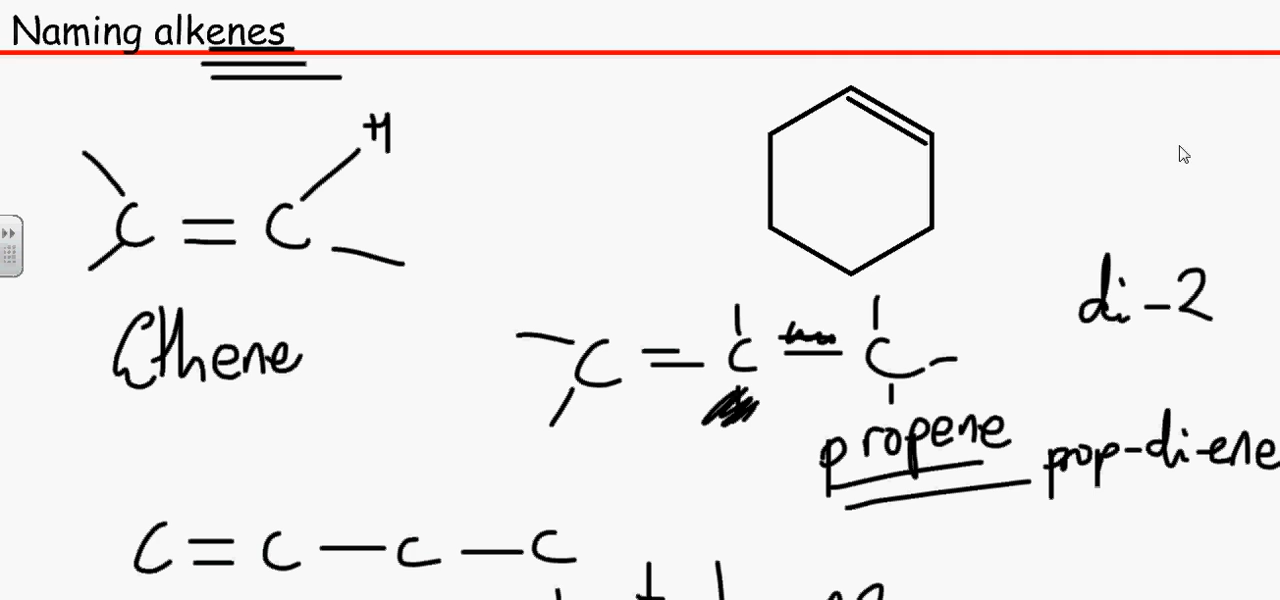 Naming alkenes
H
C = C
Ethene
di-2
C = C - C
propene
prop-di-ene
C = C - C - C